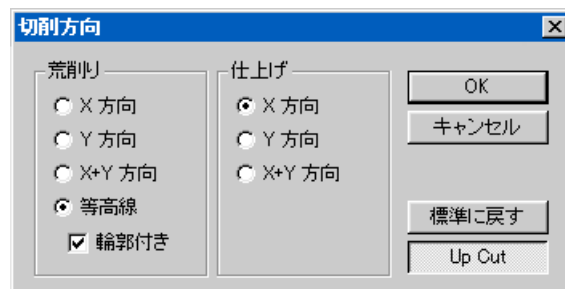 切削方向
荒削り
X 方向
Y 方向
X+Y 方向
等高線
輪郭付き
仕上げ
X 方向
Y 方向
X+Y 方向
OK
キャンセル
標準に戻す
Up Cut